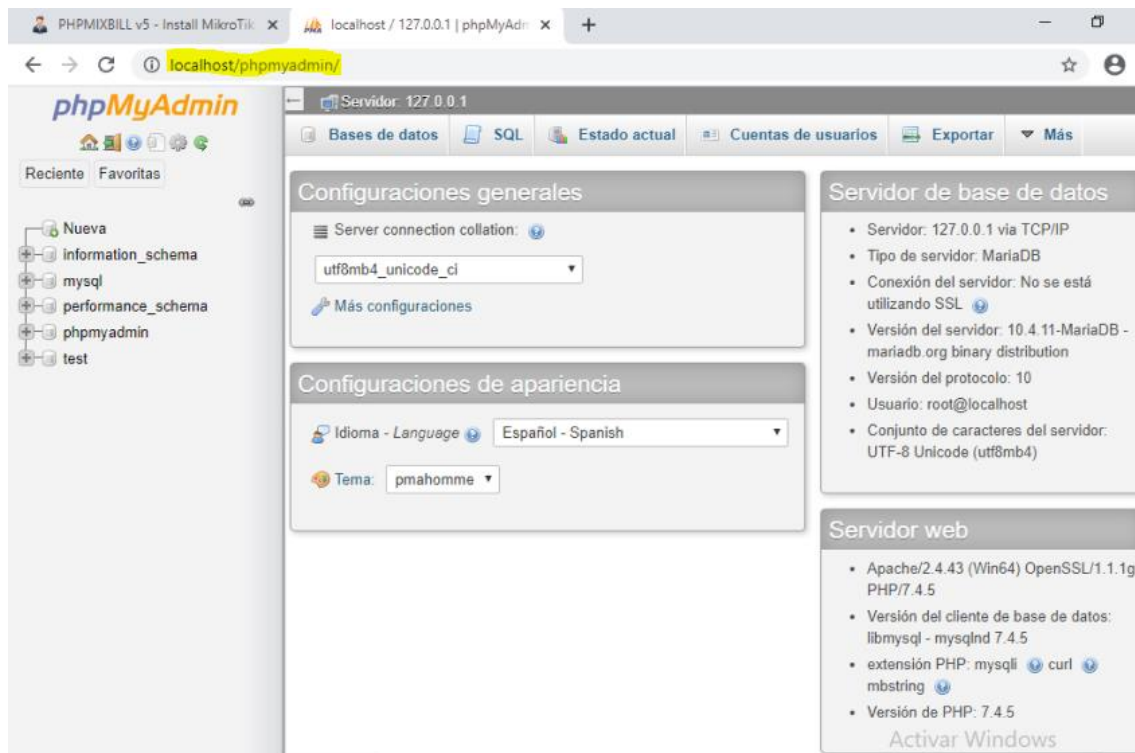 PHPMIXBILL v5 - Install MikroTik
localhost / 127.0.0.1 | phpMyAdm
localhost/phpmyadmin/
phpMyAdmin
Reciente Favoritas
Nueva
information_schema
mysql
performance_schema
phpmyadmin
test
Servidor: 127.0.0.1
Bases de datos SQL Estado actual Cuentas de usuarios Exportar Más
Configuraciones generales
Server connection collation:
utf8mb4_unicode_ci
Más configuraciones
Configuraciones de apariencia
Idioma - Language Español - Spanish
Tema: pmahomme
Servidor de base de datos
• Servidor: 127.0.0.1 via TCP/IP
• Tipo de servidor: MariaDB
• Conexión del servidor: No se está
utilizando SSL
• Versión del servidor: 10.4.11-MariaDB -
mariadb.org binary distribution
• Versión del protocolo: 10
• Usuario: root@localhost
• Conjunto de caracteres del servidor:
UTF-8 Unicode (utf8mb4)
Servidor web
• Apache/2.4.43 (Win64) OpenSSL/1.1.1g
PHP/7.4.5
• Versión del cliente de base de datos:
libmysql - mysqlnd 7.4.5
• extensión PHP: mysqli curl
mbstring
• Versión de PHP: 7.4.5
Activar Windows